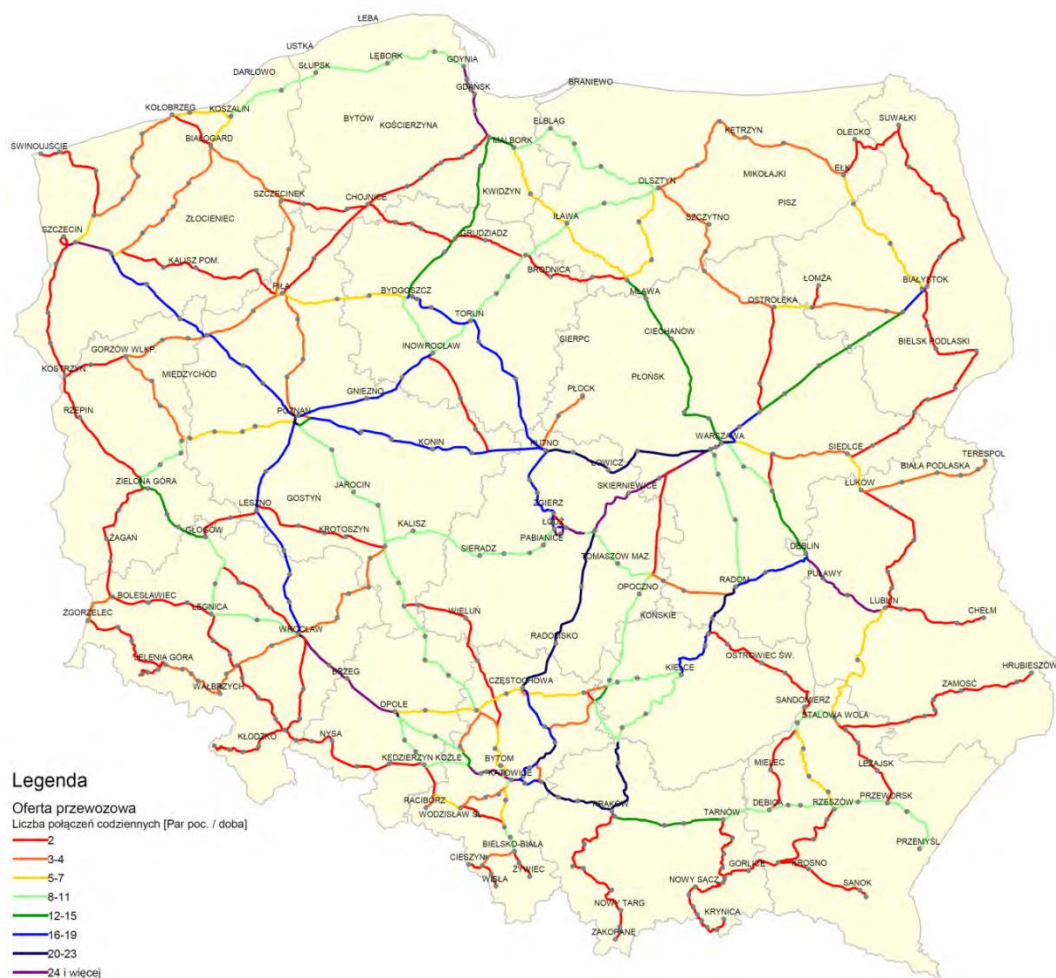 ŁEBA
USTKA
LĘBORK
GDYNIA
SŁUPSK
DARŁOWO
GDAŃSK
BRANIEWO
KOŁOBRZEG
KOSZALIN
BYTÓW
KOŚCIERZYNA
ELBLĄG
KĘTRZYN
OLECKO
SUWAŁKI
BIAŁOGARD
MALBORK
ŚWINOUJŚCIE
EŁK
MIKOŁAJKI
OLSZTYN
KWIDZYN
SZCZECINEK
CHOJNICE
PISZ
ZŁOCIENIEC
IŁAWA
SZCZYTNO
SZCZECIN
GRUDZIĄDZ
KALISZ POM.
BRODNICA
ŁOMŻA
BIAŁYSTOK
PIŁA
BYDGOSZCZ
MŁAWA
OSTROŁĘKA
TORUŃ
CIECHANÓW
SIERPC
BIELSK PODLASKI
INOWROCŁAW
GORZÓW WLKP.
KOSTRZYN
MIĘDZYCHÓD
PŁOŃSK
GNIEZNO
PŁOCK
RZEPIN
POZNAŃ
KONIN
KUTNO
WARSZAWA
SIEDLCE
TERESPOL
ŁOWICZ
BIAŁA PODLASKA
ZIELONA GÓRA
JAROCIN
SKIERNIEWICE
ŁUKÓW
LESZNO
GOSTYŃ
ZGIERZ
GŁOGÓW
KROTOSZYN
KALISZ
ŁÓDŹ
PABIANICE
ŻAGAŃ
SIERADZ
DĘBLIN
TOMASZÓW MAZ.
PUŁAWY
OPOCZNO
RADOM
BOLESŁAWIEC
LEGNICA
WIELUŃ
KOŃSKIE
LUBLIN
CHEŁM
ZGORZELEC
WROCŁAW
RADOMSKO
OSTROWIEC ŚW.
JELENIA GÓRA
BRZEG
KIELCE
HRUBIESZÓW
WAŁBRZYCH
CZĘSTOCHOWA
ZAMOŚĆ
SANDOMIERZ
OPOLE
STALOWA WOLA
KŁODZKO
NYSA
KĘDZIERZYN KOŹLE
BYTOM
MIELEC
LEŻAJSK
KATOWICE
RACIBÓRZ
WODZISŁAW ŚL.
KRAKÓW
TARNÓW
DĘBICA
RZESZÓW
PRZEWORSK
BIELSKO-BIAŁA
PRZEMYŚL
CIESZYN
ŻYWIEC
GORLICE
KROSNO
WISŁA
NOWY SĄCZ
SANOK
NOWY TARG
KRYNICA
ZAKOPANE
Legenda
Oferta przewozowa
Liczba połączeń codziennych [Par poc. / doba]
2
3-4
5-7
8-11
12-15
16-19
20-23
24 i więcej